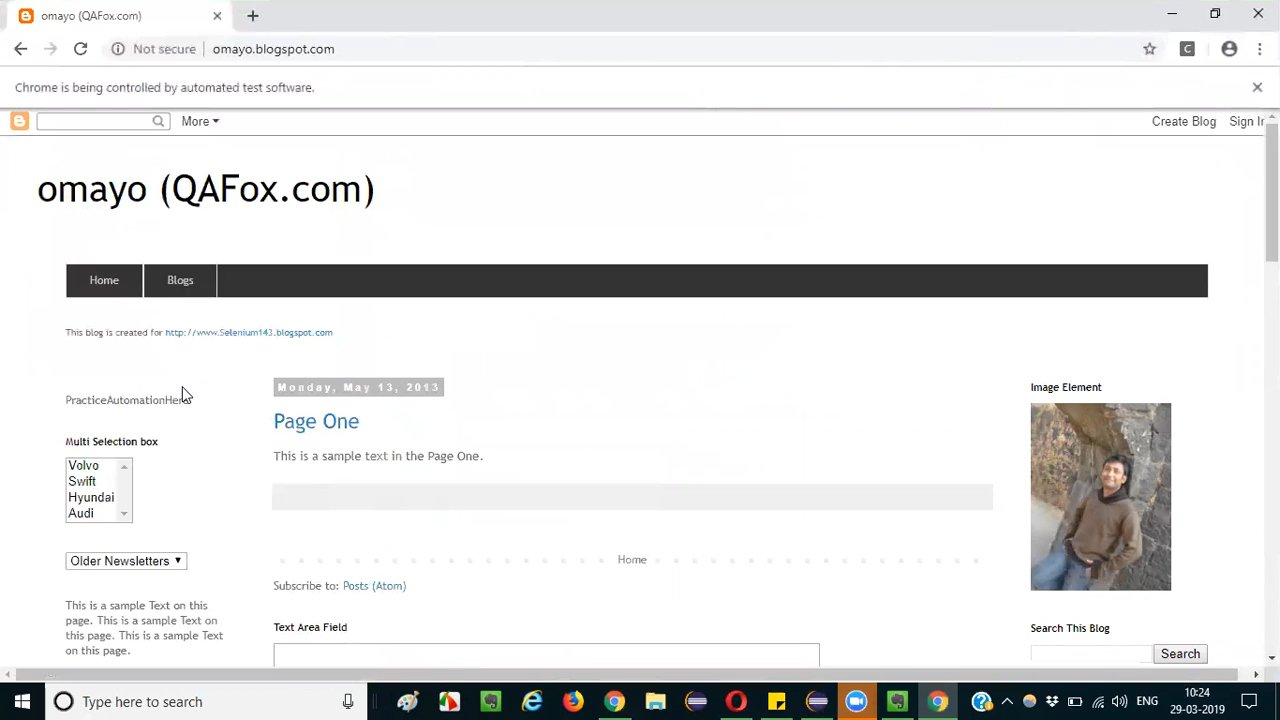 omayo (QAFox.com)
Not secure
omayo.blogspot.com
C
Chrome is being controlled by automated test software.
More
Create Blog
Sign In
omayo (QAFox.com)
Home
Blogs
This blog is created for http://www.Selenium143.blogspot.com
PracticeAutomationHere
Multi Selection box
Volvo
Swift
Hyundai
Audi
Older Newsletters
This is a sample Text on this
page. This is a sample Text on
this page. This is a sample Text
on this page.
Monday, May 13, 2013
Page One
This is a sample text in the Page One.
Home
Subscribe to: Posts (Atom)
Text Area Field
Image Element
Search This Blog
Search
Type here to search
ENG
10:24
29-03-2019